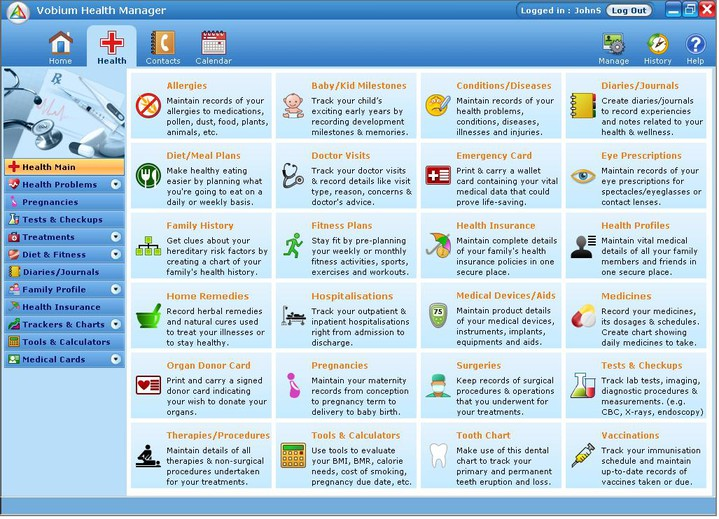 Vobium Health Manager
Logged in : JohnS
Log Out
Home
Health
Contacts
Calendar
Manage
History
Help
Rx
Health Main
Health Problems
Pregnancies
Tests & Checkups
Treatments
Diet & Fitness
Diaries/Journals
Family Profile
Health Insurance
Trackers & Charts
Tools & Calculators
Medical Cards
Allergies
Maintain records of your
allergies to medications,
pollen, dust, food, plants,
animals, etc.
Baby/Kid Milestones
Track your child's
exciting early years by
recording development
milestones & memories.
Conditions/Diseases
Maintain records of your
health problems,
conditions, diseases,
illnesses and injuries.
Diaries/Journals
Create diaries/journals
to record experiences
and notes related to your
health & wellness.
Diet/Meal Plans
Make healthy eating
easier by planning what
you're going to eat on a
daily or weekly basis.
Doctor Visits
Track your doctor visits
& record details like visit
type, reason, concerns &
doctor's advice.
Emergency Card
Print & carry a wallet
card containing your vital
medical data that could
prove life-saving.
Eye Prescriptions
Maintain records of your
eye prescriptions for
spectacles/eyeglasses or
contact lenses.
Family History
Get clues about your
hereditary risk factors by
creating a chart of your
family's health history.
Fitness Plans
Stay fit by pre-planning
your weekly or monthly
fitness activities, sports,
exercises and workouts.
Health Insurance
Maintain complete details
of your family's health
insurance policies in one
secure place.
Health Profiles
Maintain vital medical
details of all your family
members and friends in
one secure place.
Home Remedies
Record herbal remedies
and natural cures used
to treat your illnesses or
to stay healthy.
Hospitalisations
Track your outpatient &
inpatient hospitalisations
right from admission to
discharge.
Medical Devices/Aids
75
Maintain product details
of your medical devices,
instruments, implants,
equipments and aids.
Medicines
Record your medicines,
its dosages & schedules.
Create chart showing
daily medicines to take.
Organ Donor Card
Print and carry a signed
donor card indicating
your wish to donate your
organs.
Pregnancies
Maintain your maternity
records from conception
to pregnancy term to
delivery to baby birth.
Surgeries
Keep records of surgical
procedures & operations
that you underwent for
your treatments.
Tests & Checkups
Track lab tests, imaging,
diagnostic procedures &
measurements. (e.g.
CBC, X-rays, endoscopy)
Therapies/Procedures
Maintain details of all
therapies & non-surgical
procedures undertaken
for your treatments.
Tools & Calculators
Use tools to evaluate
your BMI, BMR, calorie
needs, cost of smoking,
pregnancy due date, etc.
Tooth Chart
Make use of this dental
chart to track your
primary and permanent
teeth eruption and loss.
Vaccinations
Track your immunisation
schedule and maintain
up-to-date records of
vaccines taken or due.